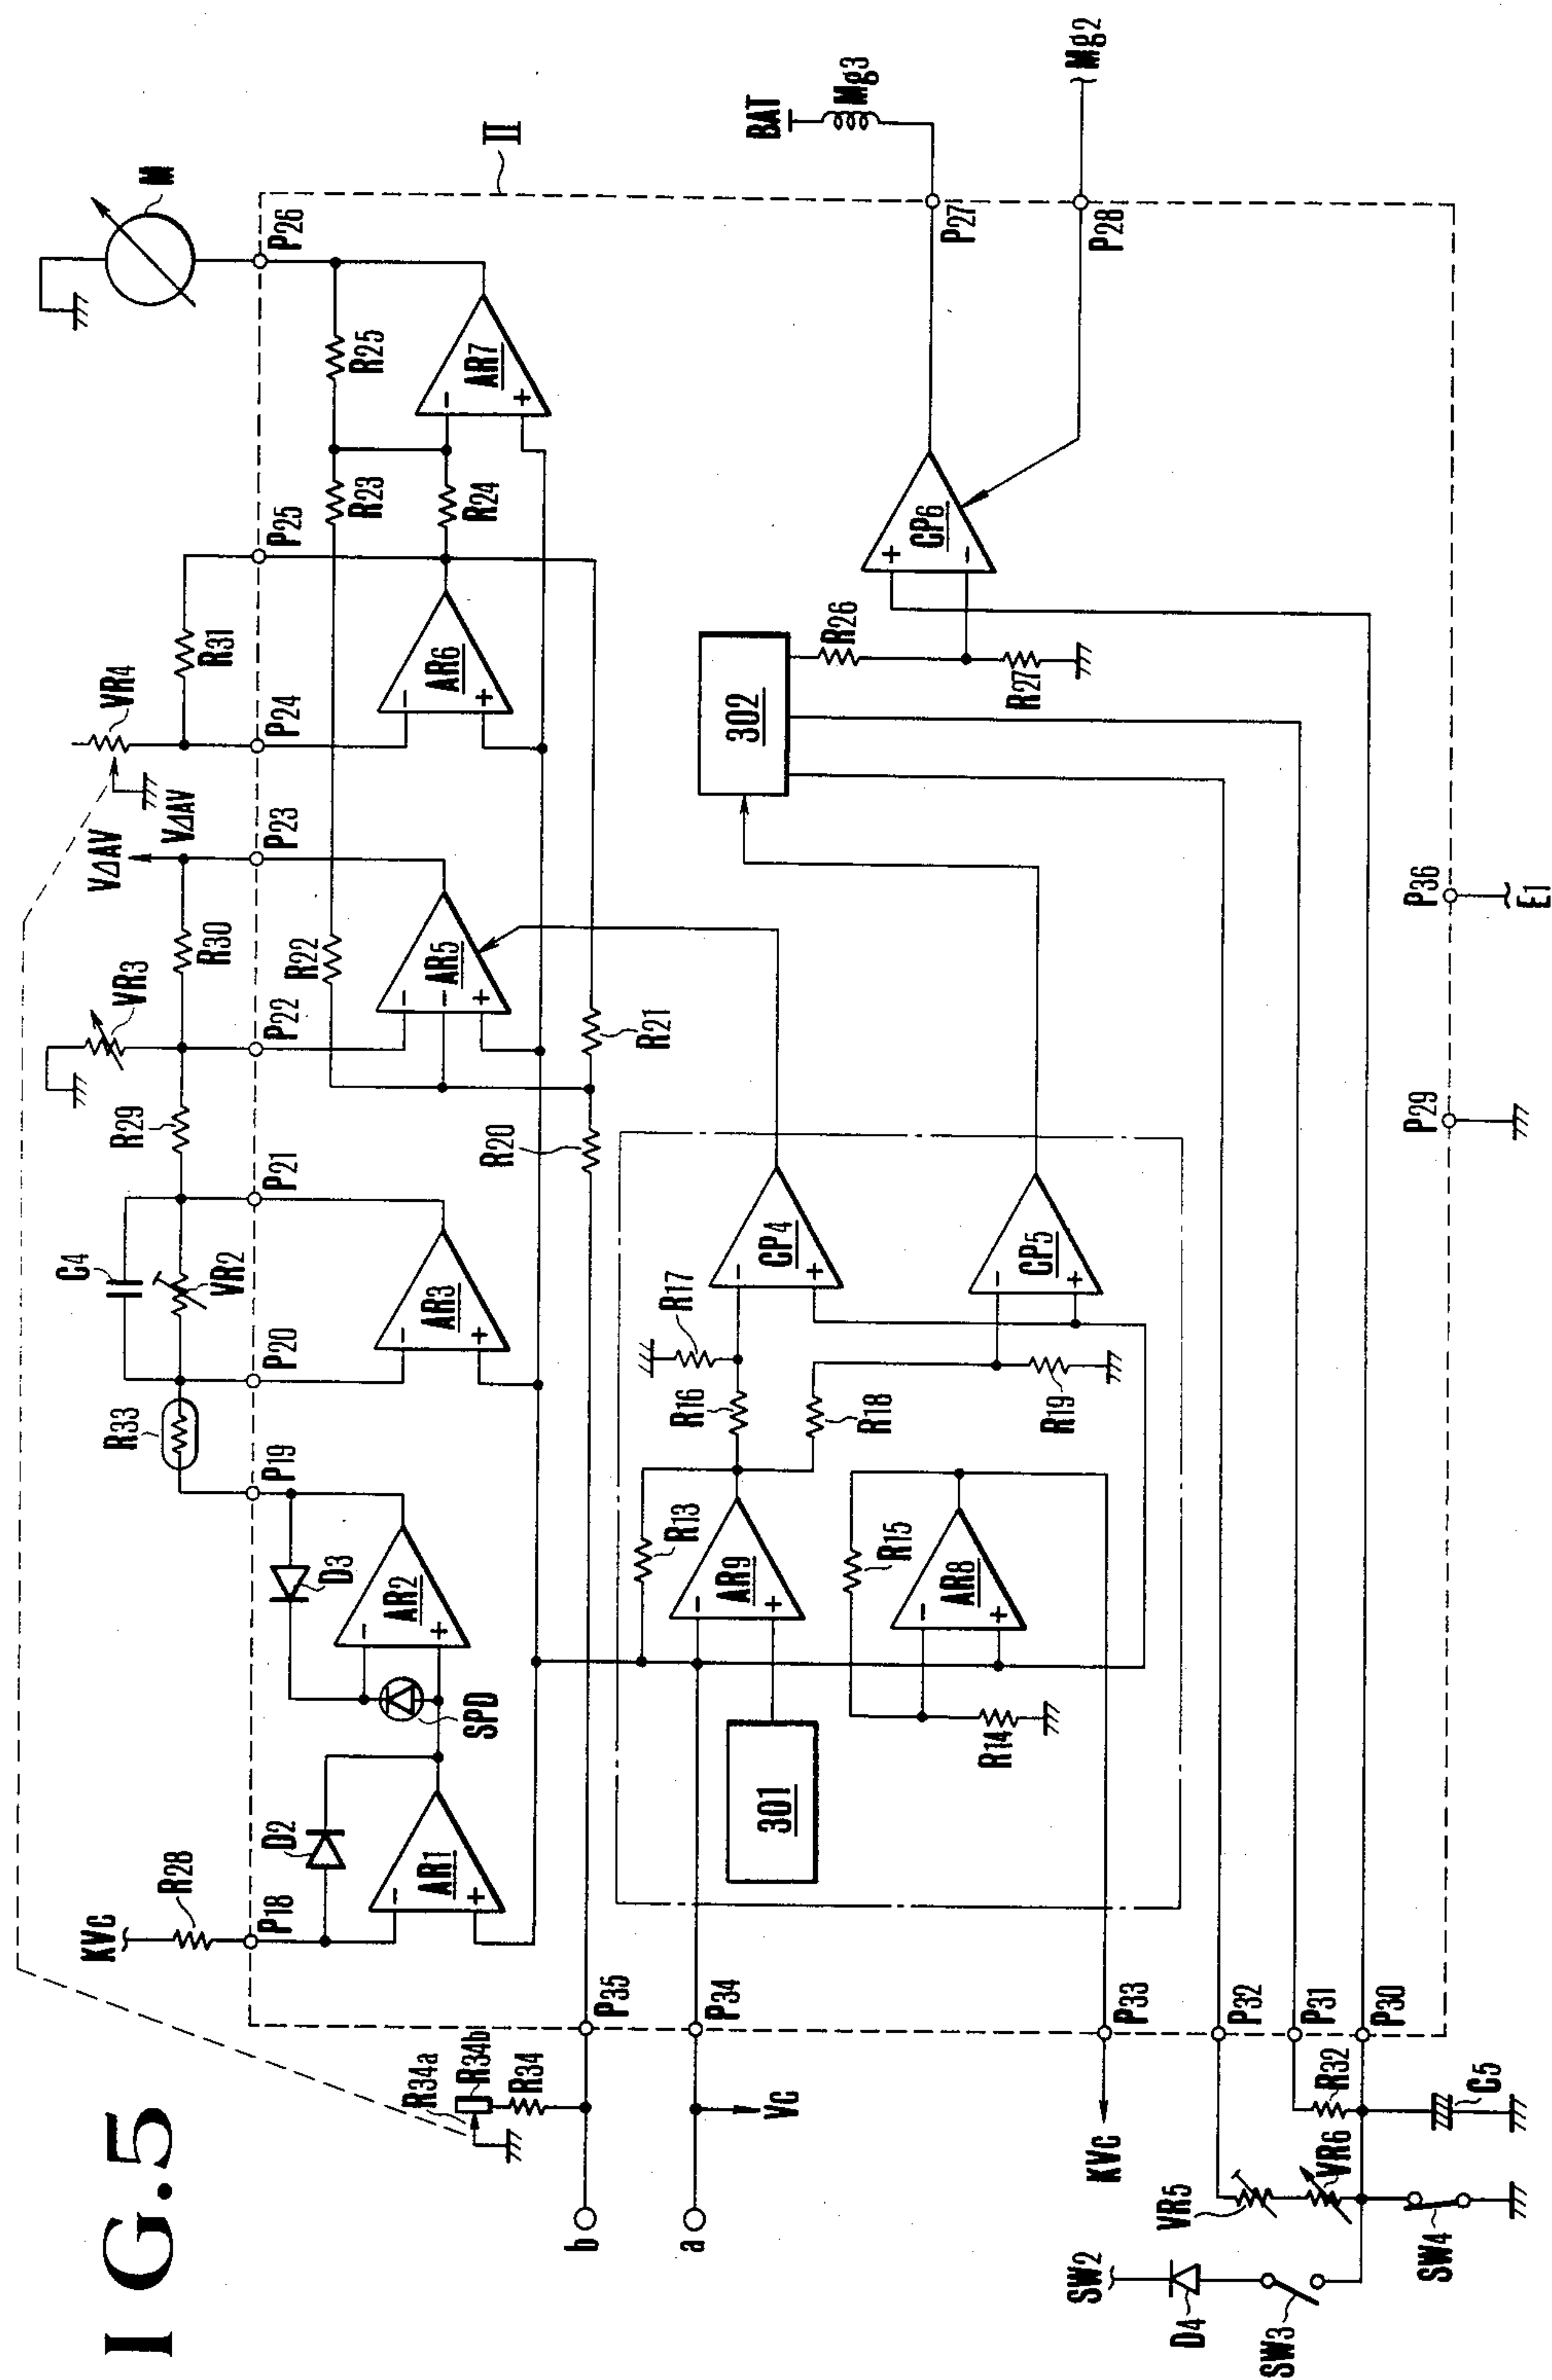 I G.5
KVC
R28
P18
D2
AR1
SPD
D3
AR2
P19
R33
P20
C4
VR2
AR3
P21
R29
VR3
P22
R30
VΔAV
VΔAV
P23
R22
AR5
VR4
P24
R31
AR6
P25
R23
R24
R25
AR7
P26
M
II
R34a
R34b
R34
P35
b
a
P34
VC
R20
R21
301
R13
AR9
R16
R17
CP4
R18
R14
R15
AR8
R19
CP5
302
R26
R27
CP6
BAT
Mg3
P27
Mg2
P28
KVC
P33
P32
P31
P30
R32
C5
VR5
VR6
SW4
SW2
D4
SW3
P29
P36
E1
+
−